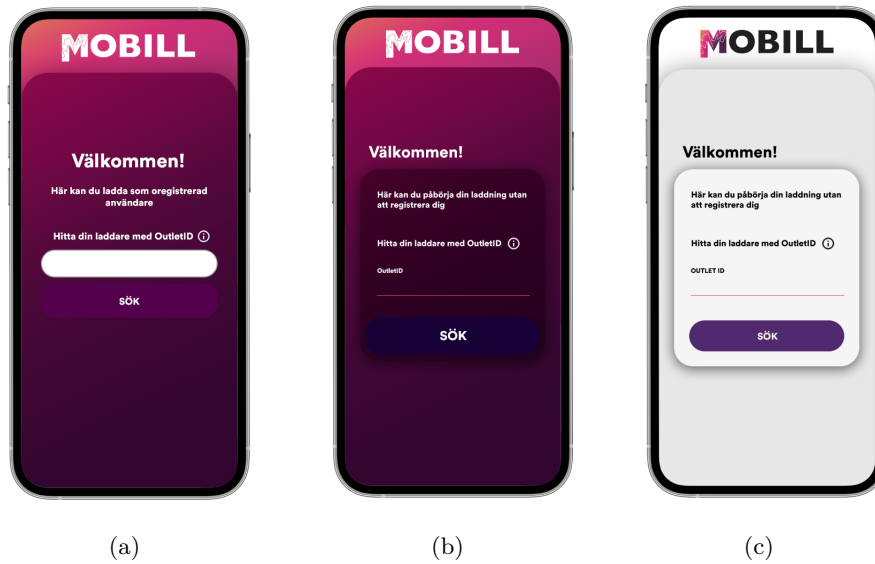 MOBILL
Välkommen!
Här kan du ladda som oregistrerad
användare
Hitta din laddare med OutletID
SÖK
(a)
MOBILL
Välkommen!
Här kan du påbörja din laddning utan
att registrera dig
Hitta din laddare med OutletID
OutletID
SÖK
(b)
MOBILL
Välkommen!
Här kan du påbörja din laddning utan
att registrera dig
Hitta din laddare med OutletID
OUTLET ID
SÖK
(c)